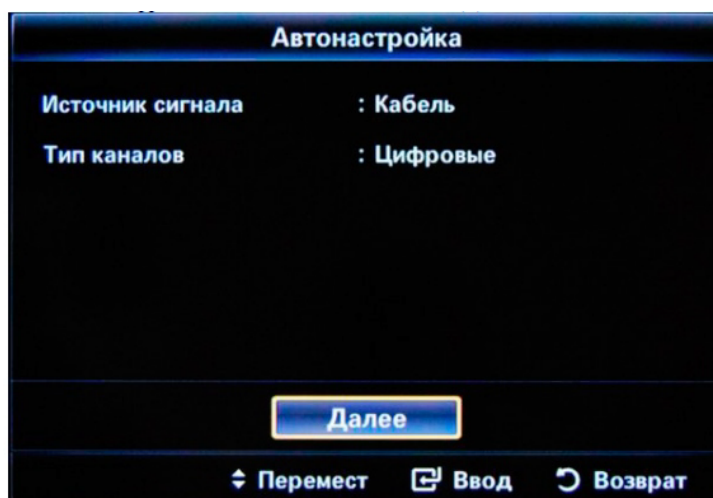 Автонастройка
Источник сигнала : Кабель
Тип каналов : Цифровые
Далее
Перемест Ввод Возврат